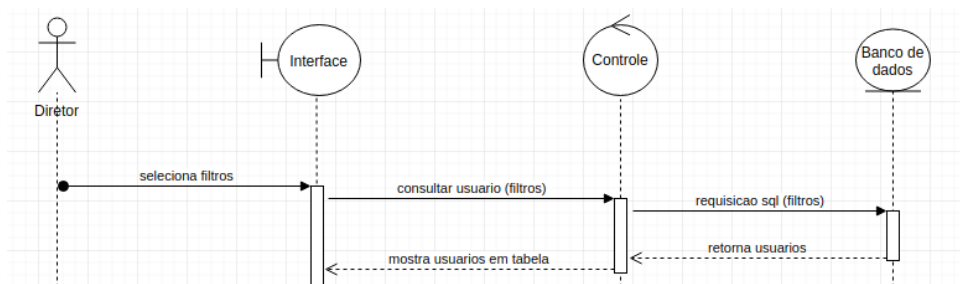 Diretor
Interface
Controle
Banco de
dados
seleciona filtros
consultar usuario (filtros)
requisicao sql (filtros)
retorna usuarios
mostra usuarios em tabela